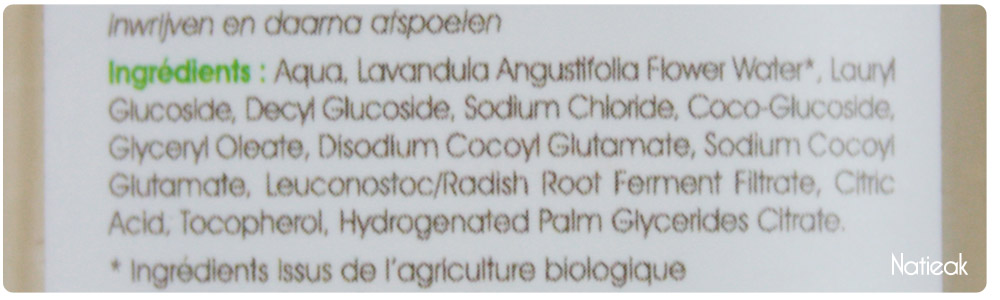 inwrijven en daarna afspoelen
Ingrédients : Aqua, Lavandula Angustifolia Flower Water*, Lauryl
Glucoside, Decyl Glucoside, Sodium Chloride, Coco-Glucoside,
Glyceryl Oleate, Disodium Cocoyl Glutamate, Sodium Cocoyl
Glutamate, Leuconostoc/Radish Root Ferment Filtrate, Citric
Acid, Tocopherol, Hydrogenated Palm Glycerides Citrate.
* Ingrédients issus de l'agriculture biologique
Natieak